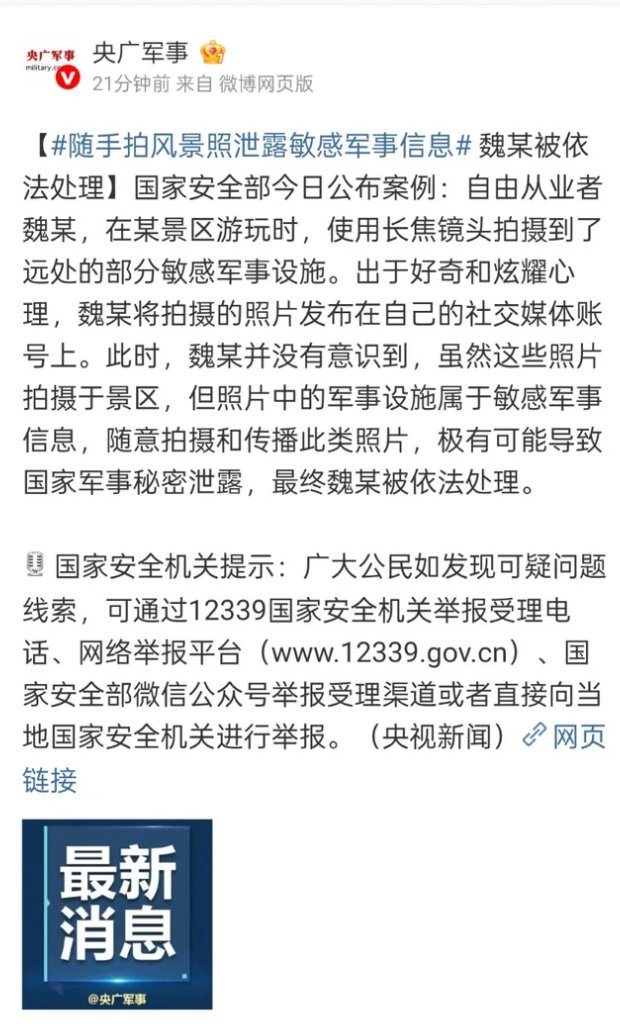 央广军事
military.c
央广军事
21分钟前 来自 微博网页版
【#随手拍风景照泄露敏感军事信息# 魏某被依
法处理】国家安全部今日公布案例：自由从业者
魏某，在某景区游玩时，使用长焦镜头拍摄到了
远处的部分敏感军事设施。出于好奇和炫耀心
理，魏某将拍摄的照片发布在自己的社交媒体账
号上。此时，魏某并没有意识到，虽然这些照片
拍摄于景区，但照片中的军事设施属于敏感军事
信息，随意拍摄和传播此类照片，极有可能导致
国家军事秘密泄露，最终魏某被依法处理。
国家安全机关提示：广大公民如发现可疑问题
线索，可通过12339国家安全机关举报受理电
话、网络举报平台（www.12339.gov.cn）、国
家安全部微信公众号举报受理渠道或者直接向当
地国家安全机关进行举报。（央视新闻）网页
链接
最新
消息
@央广军事